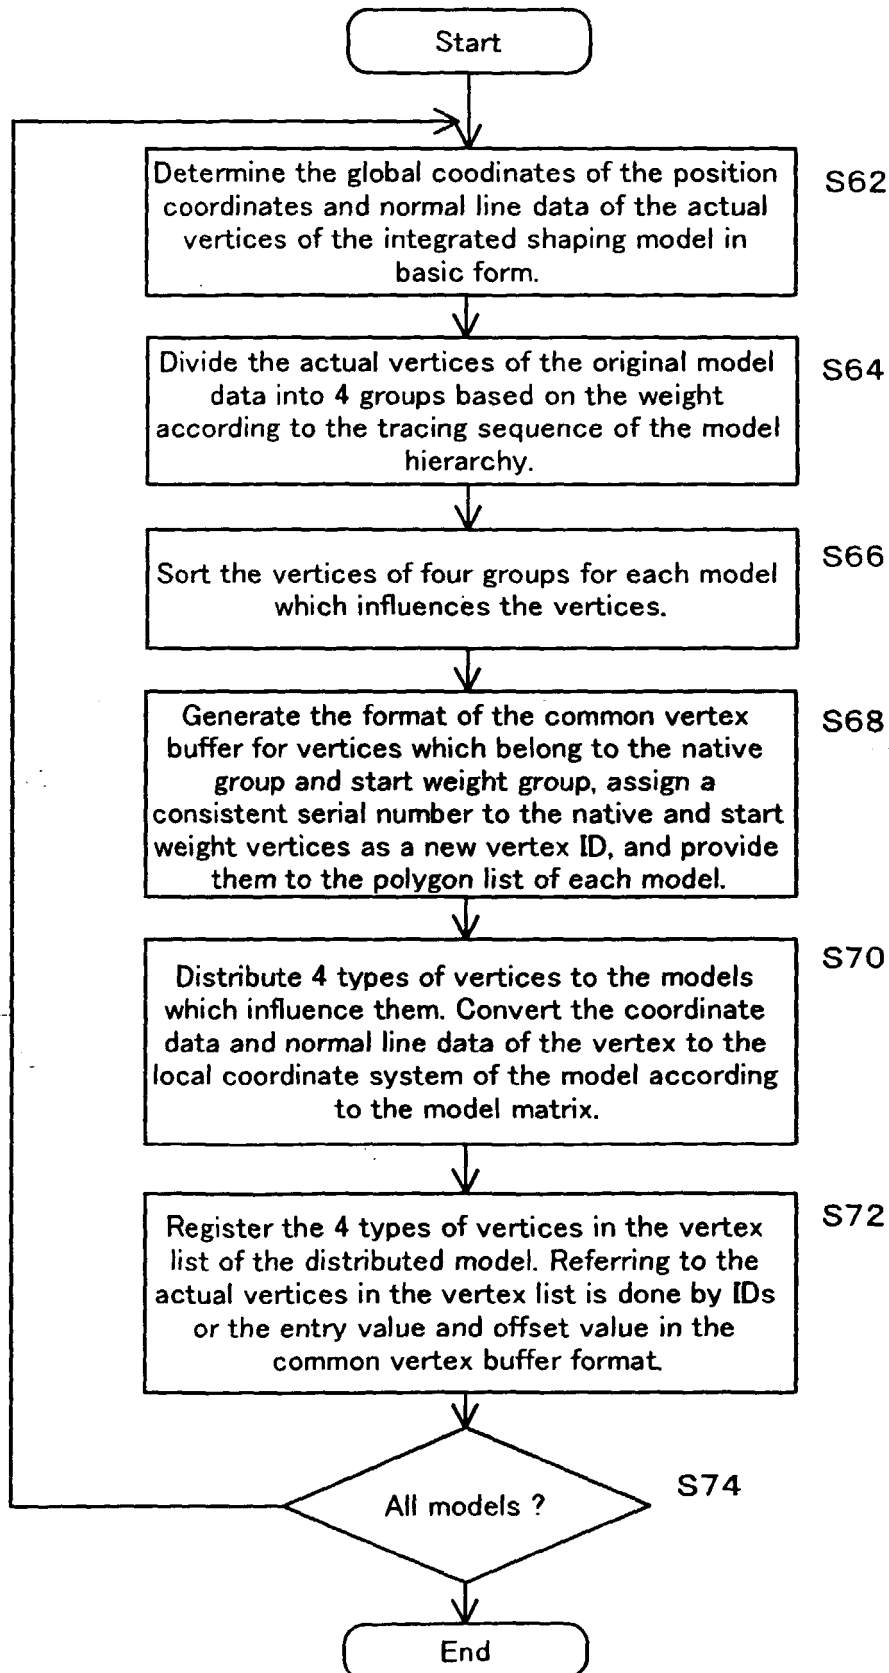 Start
Determine the global coodinates of the position
coordinates and normal line data of the actual
vertices of the integrated shaping model in
basic form.
S62
Divide the actual vertices of the original model
data into 4 groups based on the weight
according to the tracing sequence of the model
hierarchy.
S64
Sort the vertices of four groups for each model
which influences the vertices.
S66
Generate the format of the common vertex
buffer for vertices which belong to the native
group and start weight group, assign a
consistent serial number to the native and start
weight vertices as a new vertex ID, and provide
them to the polygon list of each model.
S68
Distribute 4 types of vertices to the models
which influence them. Convert the coordinate
data and normal line data of the vertex to the
local coordinate system of the model according
to the model matrix.
S70
Register the 4 types of vertices in the vertex
list of the distributed model. Referring to the
actual vertices in the vertex list is done by IDs
or the entry value and offset value in the
common vertex buffer format.
S72
All models ?
S74
End